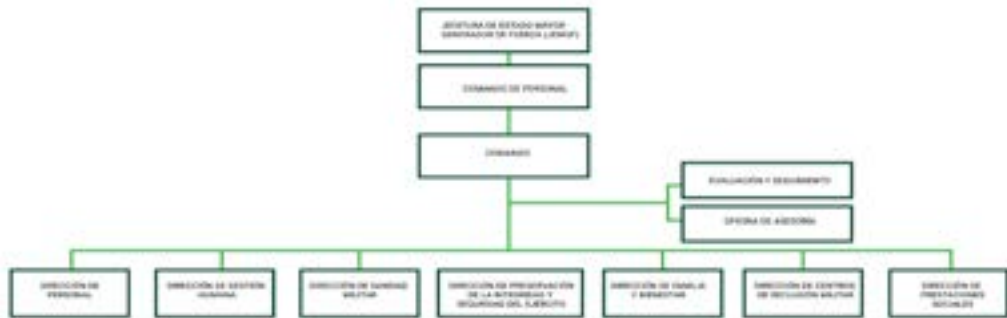 JEFATURA DE ESTADO MAYOR
GENERADOR DE FUERZA (JEMGF)
COMANDO DE PERSONAL
COMANDO
EVALUACIÓN Y SEGUIMIENTO
OFICINA DE ASESORÍA
DIRECCIÓN DE
PERSONAL
DIRECCIÓN DE GESTIÓN
HUMANA
DIRECCIÓN DE SANIDAD
MILITAR
DIRECCIÓN DE PRESERVACIÓN
DE LA INTEGRIDAD Y
SEGURIDAD DEL EJÉRCITO
DIRECCIÓN DE FAMILIA
Y BIENESTAR
DIRECCIÓN DE CENTROS
DE RECLUSIÓN MILITAR
DIRECCIÓN DE
PRESTACIONES
SOCIALES